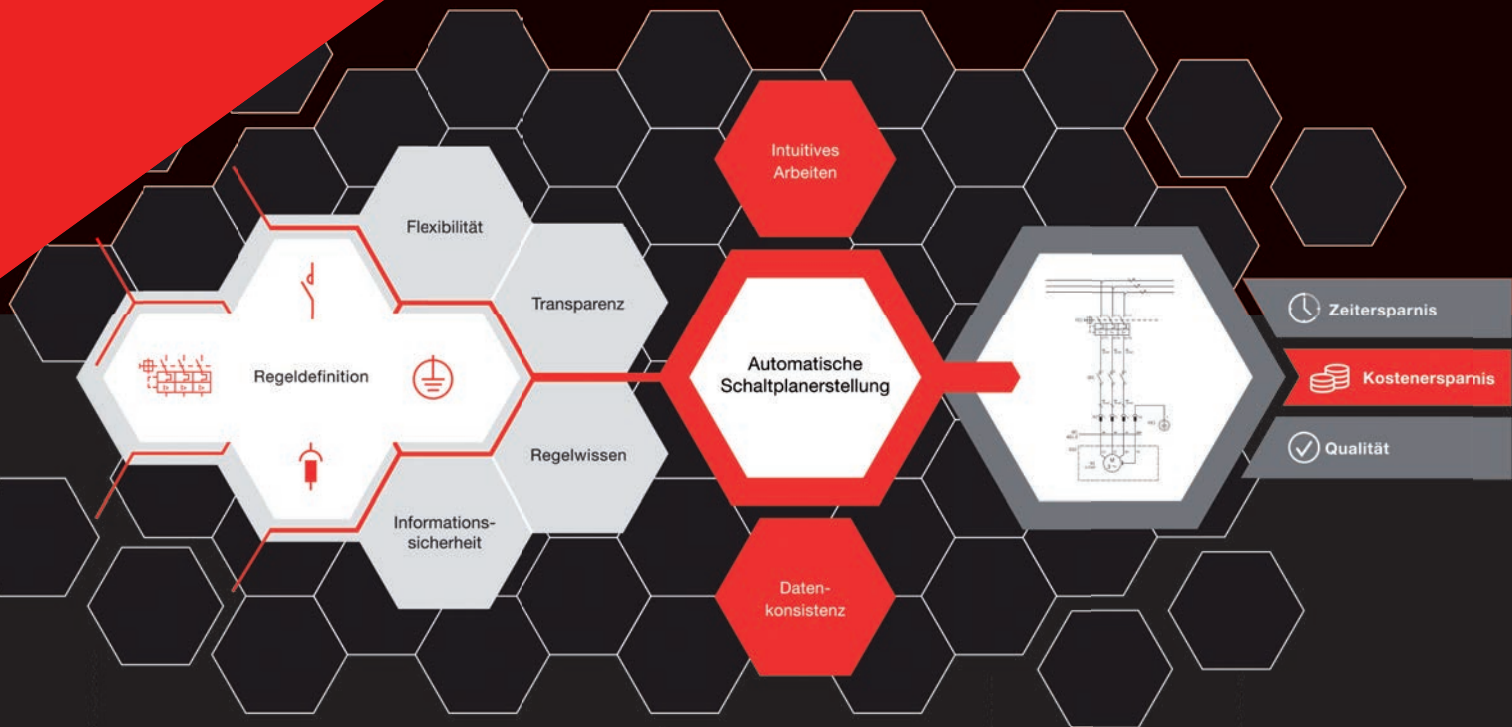 Intuitives
Arbeiten
Flexibilität
Transparenz
Regeldefinition
Automatische
Schaltplanerstellung
Regelwissen
Informations-
sicherheit
Daten-
konsistenz
Zeitersparnis
Kostenersparnis
Qualität